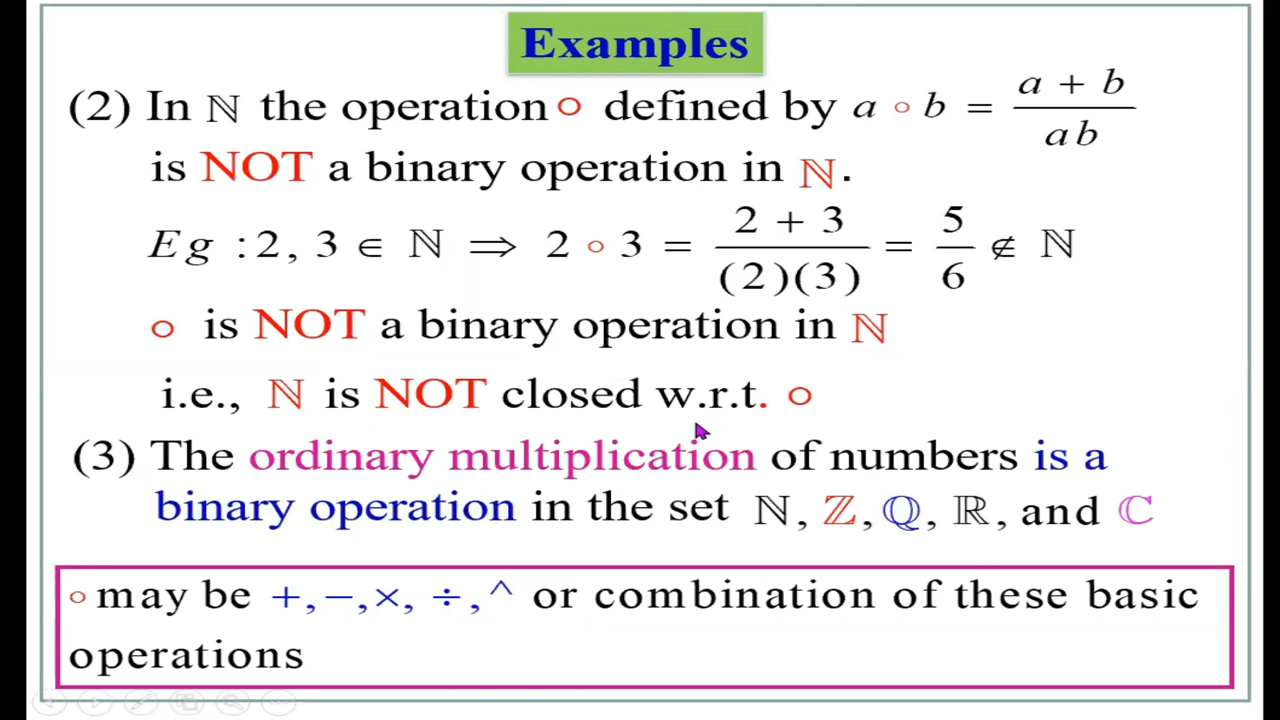 Examples
(2) In ℕ the operation ∘ defined by a ∘ b = (a + b)/(ab)
is NOT a binary operation in ℕ.
Eg : 2, 3 ∈ ℕ ⟹ 2 ∘ 3 = (2 + 3)/((2)(3)) = 5/6 ∉ ℕ
∘ is NOT a binary operation in ℕ
i.e., ℕ is NOT closed w.r.t. ∘
(3) The ordinary multiplication of numbers is a
binary operation in the set ℕ, ℤ, ℚ, ℝ, and ℂ
∘ may be +, −, ×, ÷, ^ or combination of these basic
operations